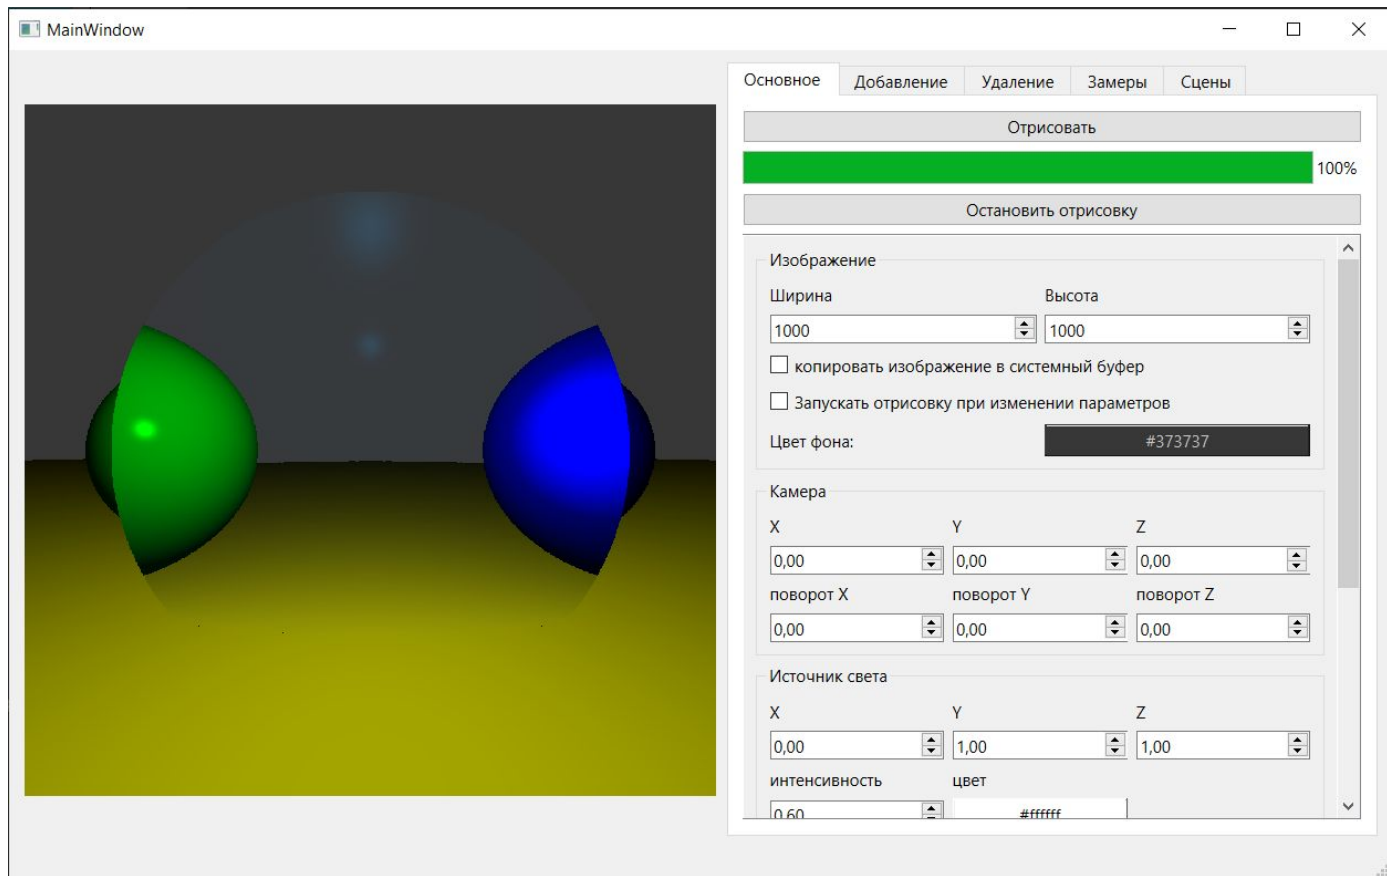 MainWindow
Основное Добавление Удаление Замеры Сцены
Отрисовать
100%
Остановить отрисовку
Изображение
Ширина Высота
1000 1000
копировать изображение в системный буфер
Запускать отрисовку при изменении параметров
Цвет фона: #373737
Камера
X Y Z
0,00 0,00 0,00
поворот X поворот Y поворот Z
0,00 0,00 0,00
Источник света
X Y Z
0,00 1,00 1,00
интенсивность цвет
0,60 #ffffff